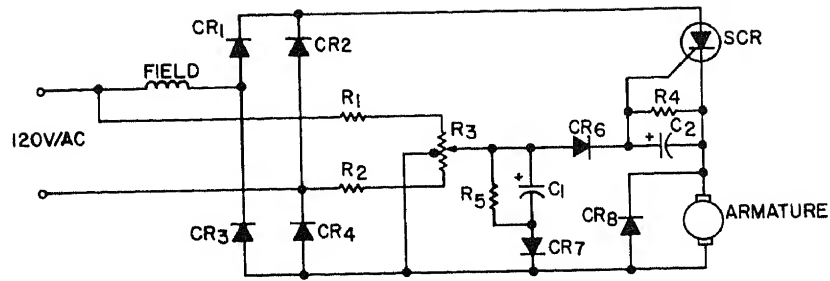 CR1
CR2
SCR
FIELD
R1
R4
120V/AC
R3
CR6
+ C2
R2
R5
+
C1
CR8
ARMATURE
CR3
CR4
CR7